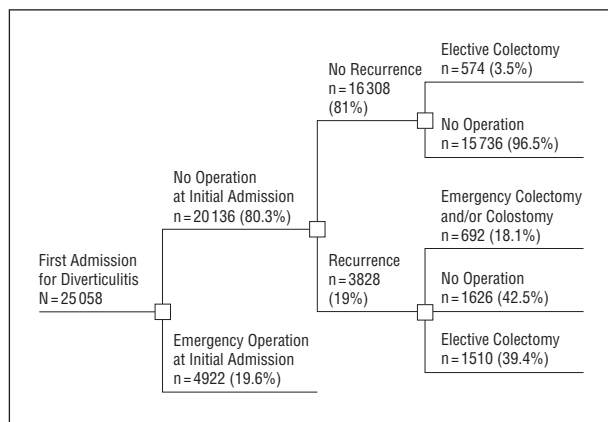 First Admission
for Diverticulitis
N = 25 058
No Operation
at Initial Admission
n = 20 136 (80.3%)
Emergency Operation
at Initial Admission
n = 4922 (19.6%)
No Recurrence
n = 16 308
(81%)
Recurrence
n = 3828
(19%)
Elective Colectomy
n = 574 (3.5%)
No Operation
n = 15 736 (96.5%)
Emergency Colectomy
and/or Colostomy
n = 692 (18.1%)
No Operation
n = 1626 (42.5%)
Elective Colectomy
n = 1510 (39.4%)